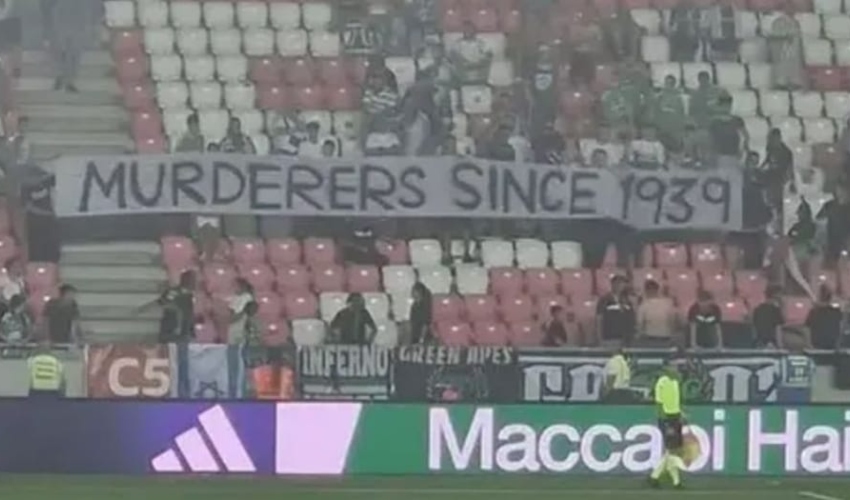 MURDERERS SINCE 1939
C5
INFERNO
GREEN APES
Maccabi Hai